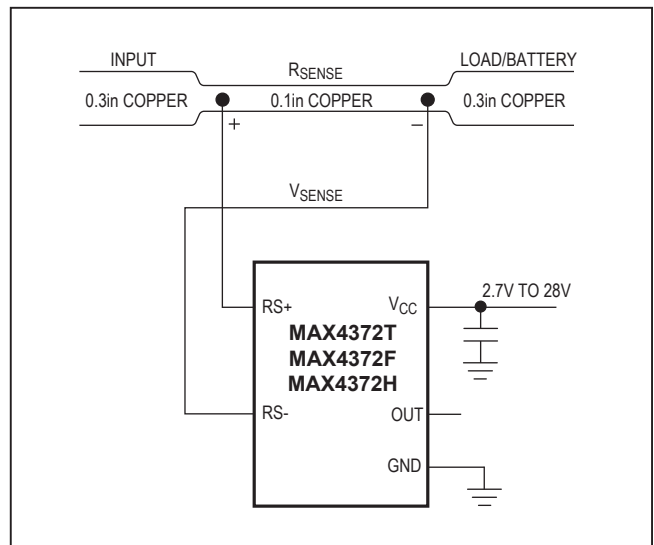 INPUT
RSENSE
LOAD/BATTERY
0.3in COPPER
0.1in COPPER
0.3in COPPER
+
–
VSENSE
2.7V TO 28V
RS+
VCC
MAX4372T
MAX4372F
MAX4372H
RS-
OUT
GND